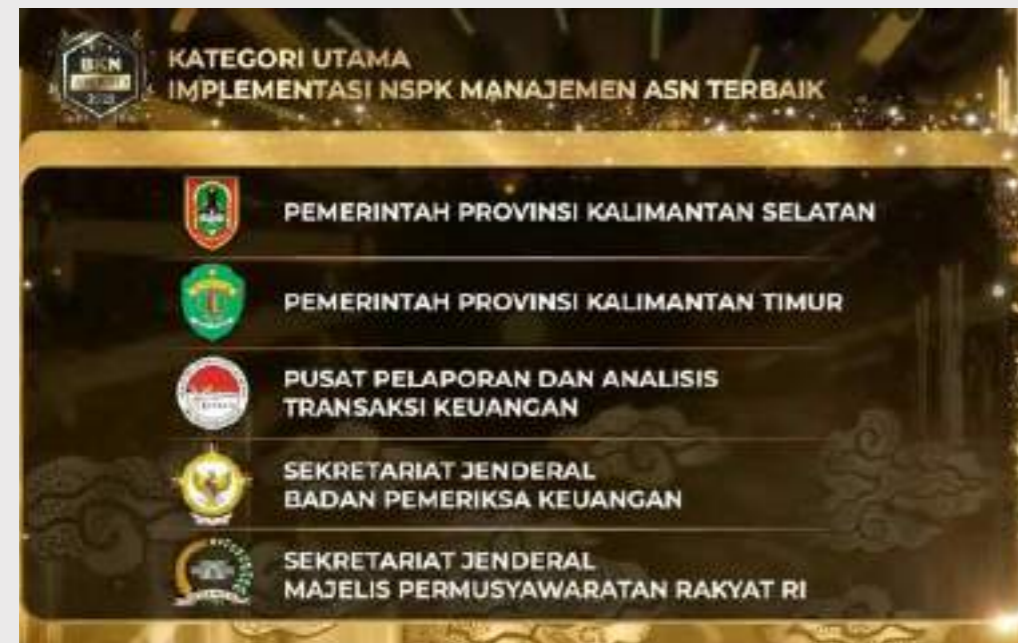 BKN
KATEGORI UTAMA
IMPLEMENTASI NSPK MANAJEMEN ASN TERBAIK
PEMERINTAH PROVINSI KALIMANTAN SELATAN
PEMERINTAH PROVINSI KALIMANTAN TIMUR
PUSAT PELAPORAN DAN ANALISIS
TRANSAKSI KEUANGAN
SEKRETARIAT JENDERAL
BADAN PEMERIKSA KEUANGAN
SEKRETARIAT JENDERAL
MAJELIS PERMUSYAWARATAN RAKYAT RI